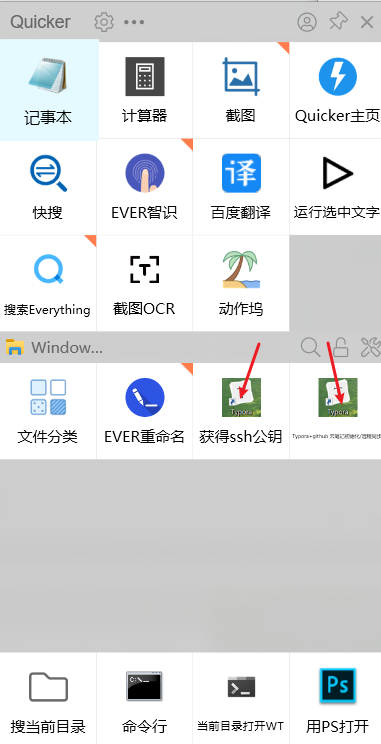 Quicker
记事本
计算器
截图
Quicker主页
快搜
EVER智识
译
百度翻译
运行选中文字
搜索Everything
T
截图OCR
动作坞
Window...
文件分类
EVER重命名
Typora
获得ssh公钥
Typora
搜当前目录
C:\
命令行
当前目录打开WT
Ps
用PS打开